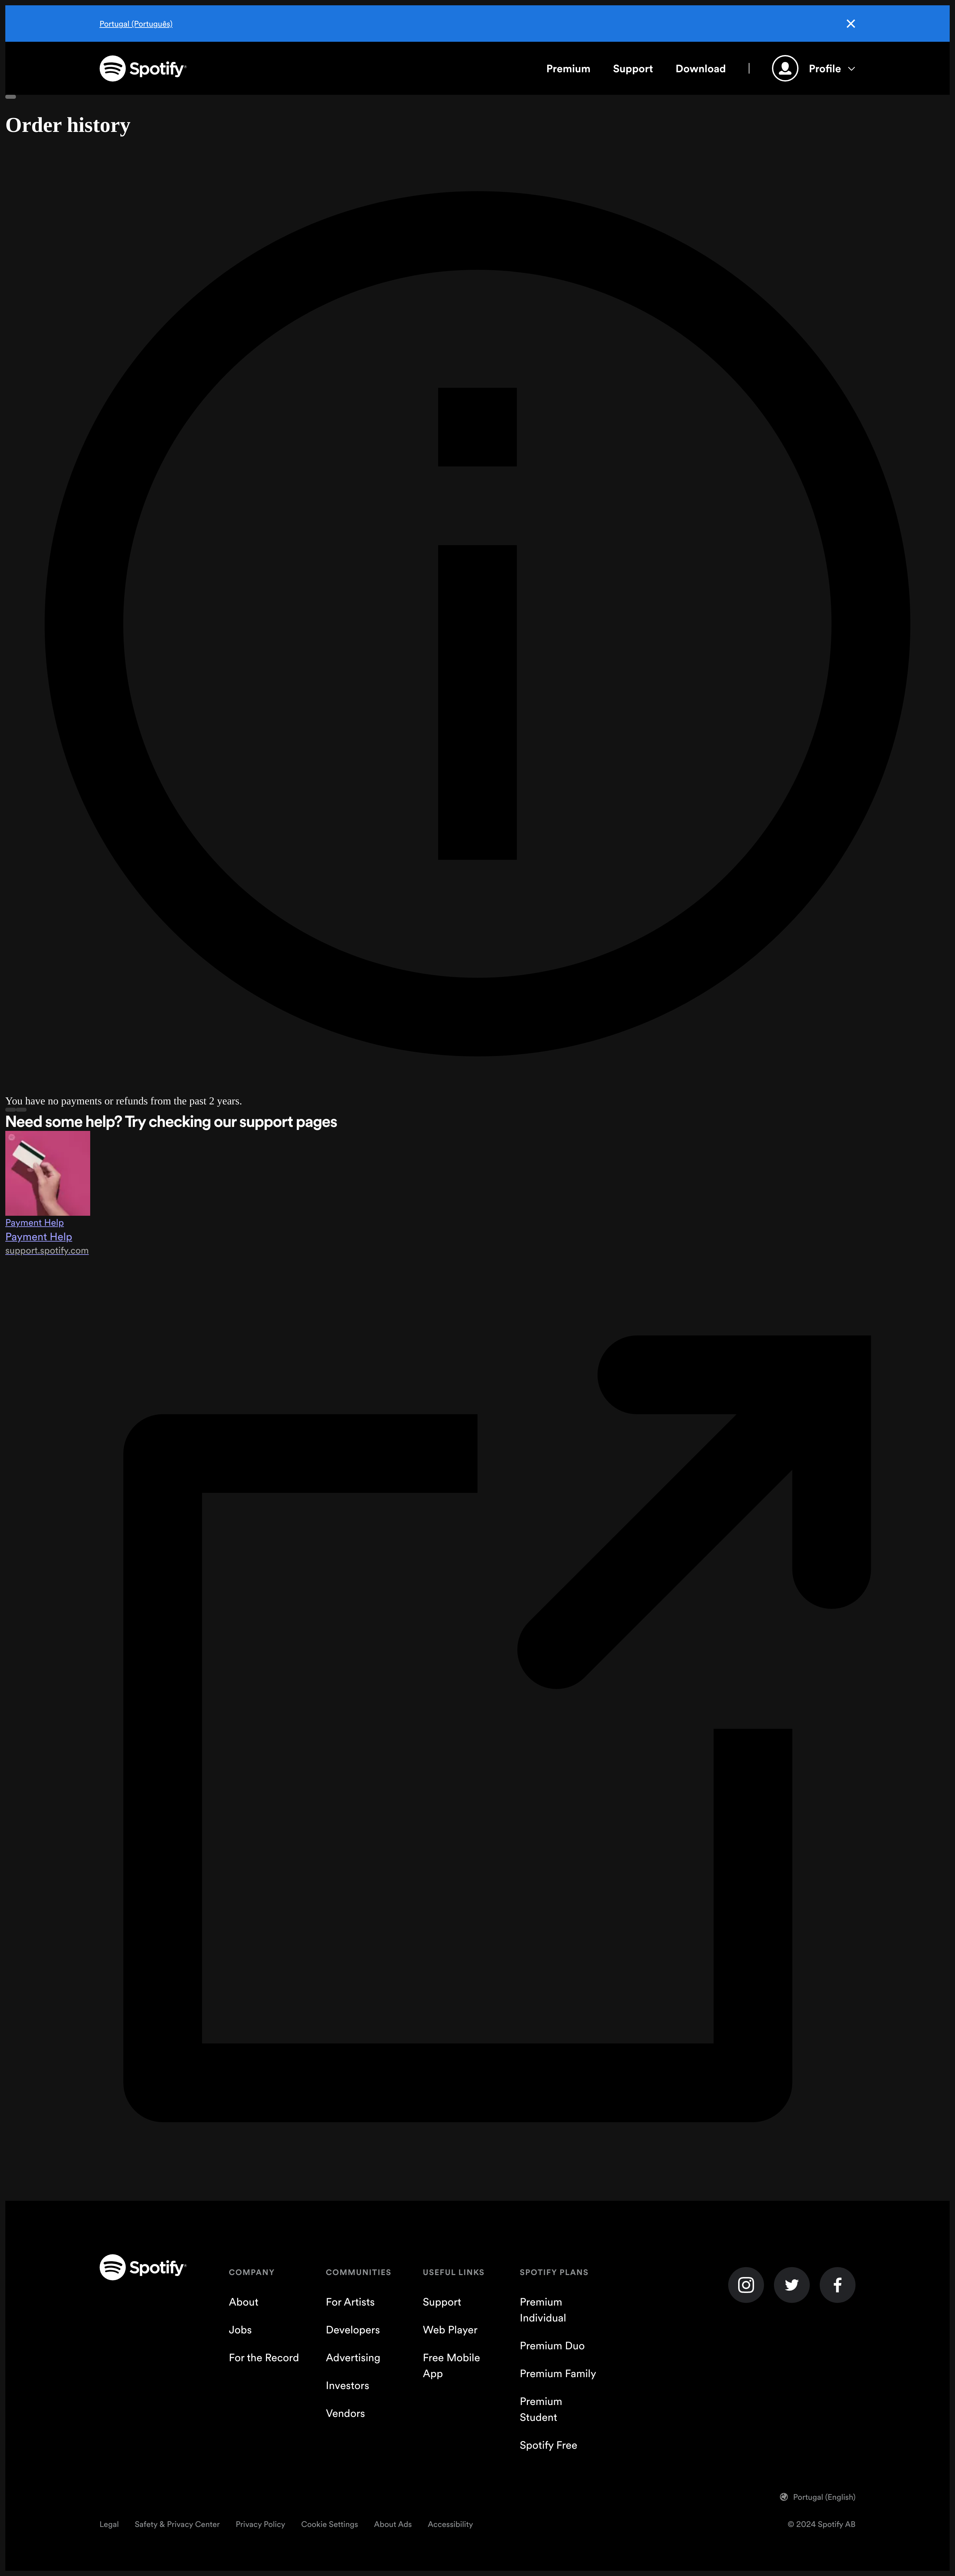 Portugal (Português)
Spotify
Premium
Support
Download
Profile
Order history
You have no payments or refunds from the past 2 years.
Need some help? Try checking our support pages
Payment Help
Payment Help
support.spotify.com
Spotify
COMPANY
About
Jobs
For the Record
COMMUNITIES
For Artists
Developers
Advertising
Investors
Vendors
USEFUL LINKS
Support
Web Player
Free Mobile
App
SPOTIFY PLANS
Premium
Individual
Premium Duo
Premium Family
Premium
Student
Spotify Free
Portugal (English)
Legal
Safety & Privacy Center
Privacy Policy
Cookie Settings
About Ads
Accessibility
© 2024 Spotify AB